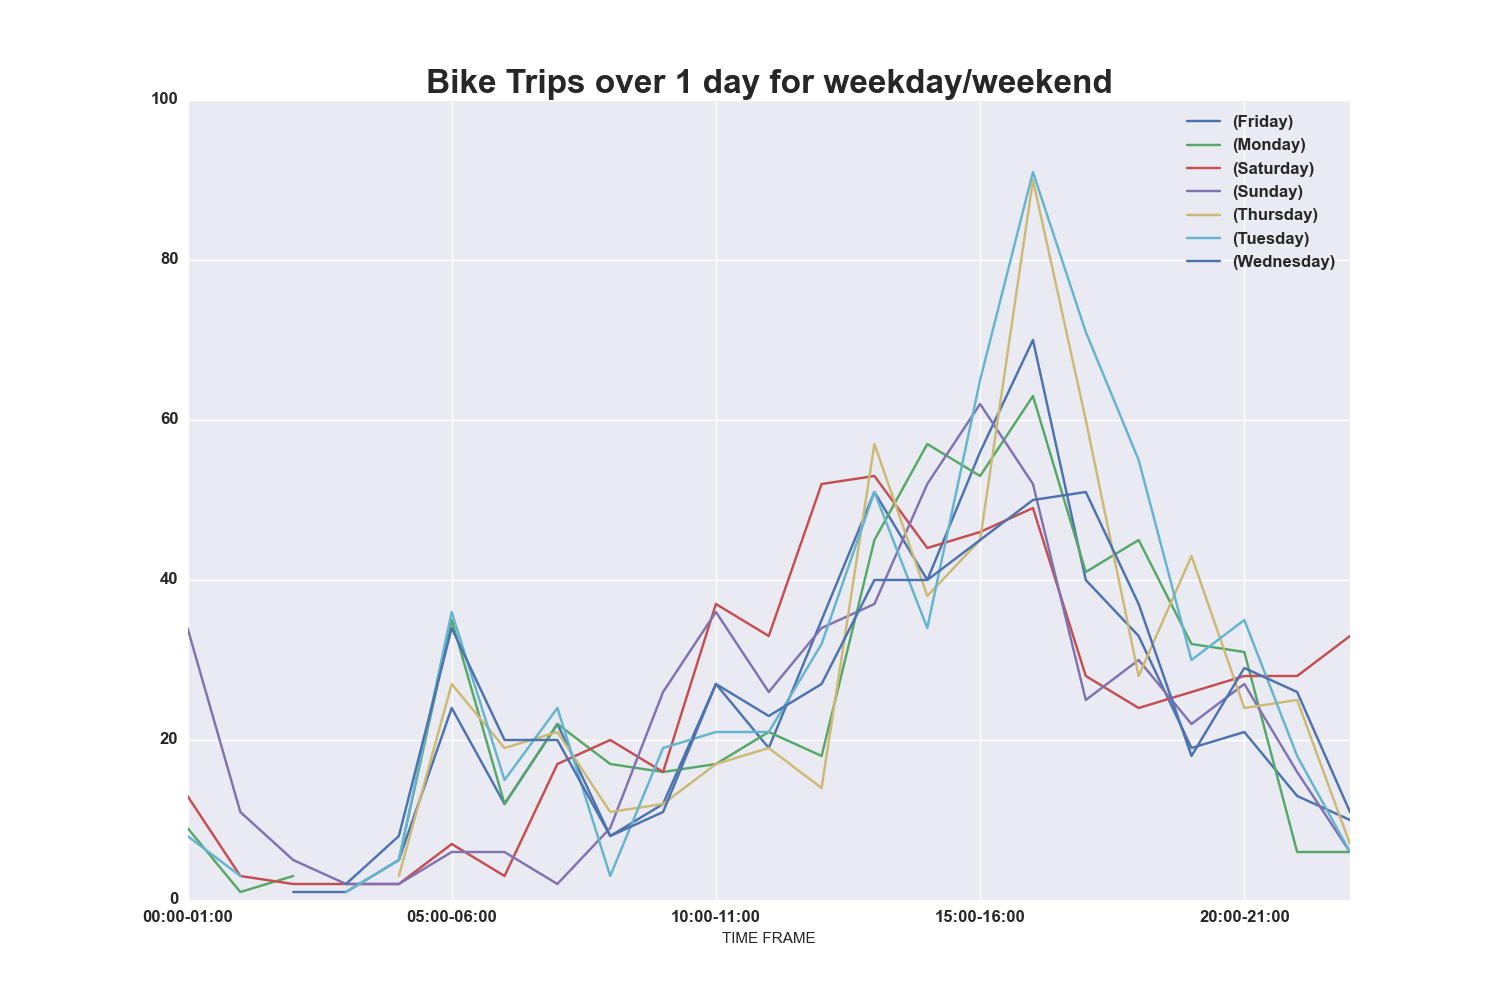 Bike Trips over 1 day for weekday/weekend
100
80
60
40
20
0
(Friday)
(Monday)
(Saturday)
(Sunday)
(Thursday)
(Tuesday)
(Wednesday)
00:00-01:00 05:00-06:00 10:00-11:00 15:00-16:00 20:00-21:00
TIME FRAME